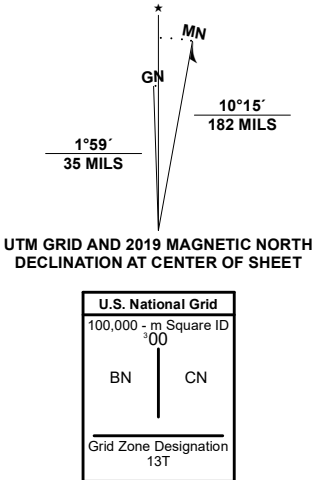 ★
MN
GN
10°15´
182 MILS
1°59´
35 MILS
UTM GRID AND 2019 MAGNETIC NORTH
DECLINATION AT CENTER OF SHEET
U.S. National Grid
100,000 - m Square ID
³00
BN CN
Grid Zone Designation
13T